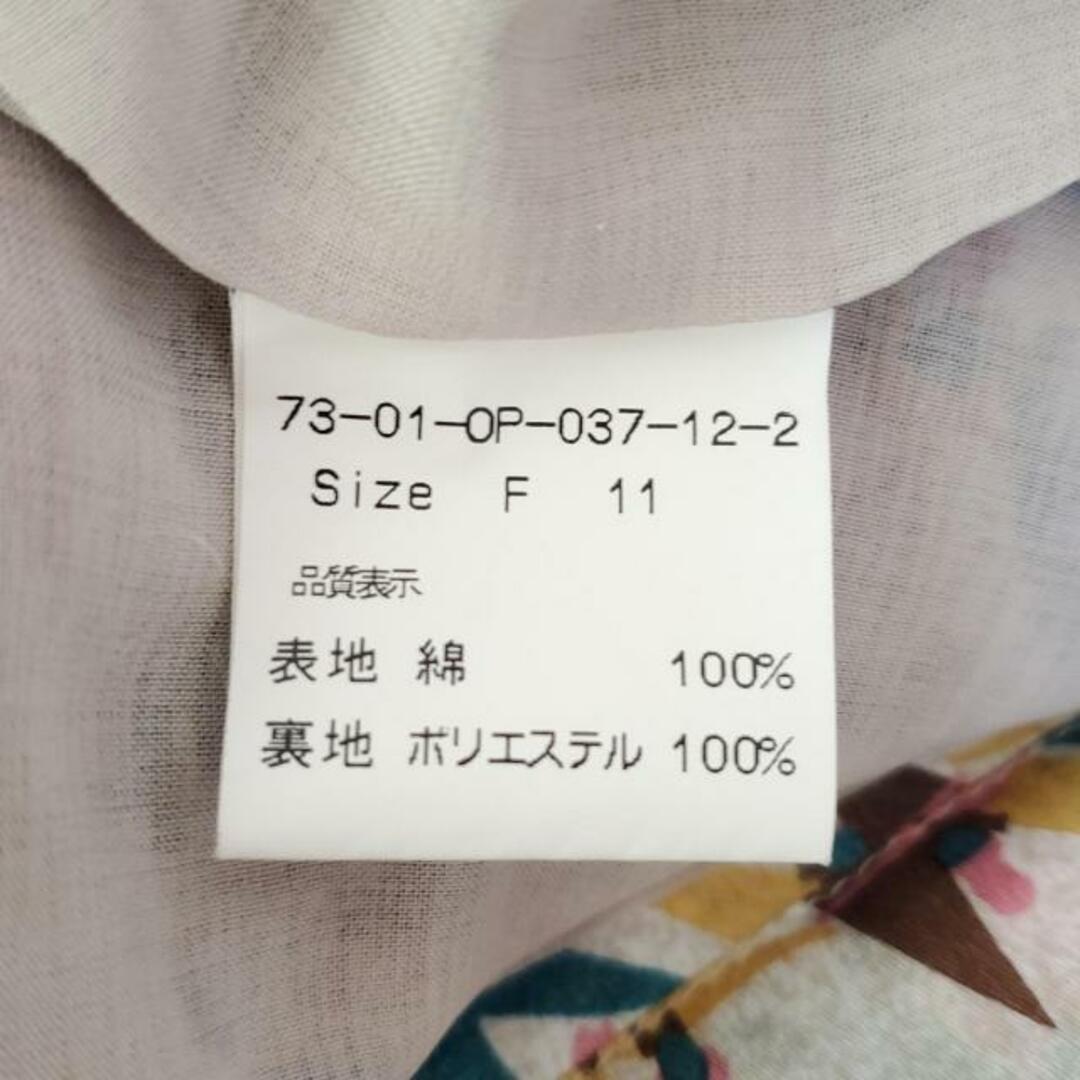 73-01-OP-037-12-2
Size F 11
品質表示
表地 綿 100%
裏地 ポリエステル 100%